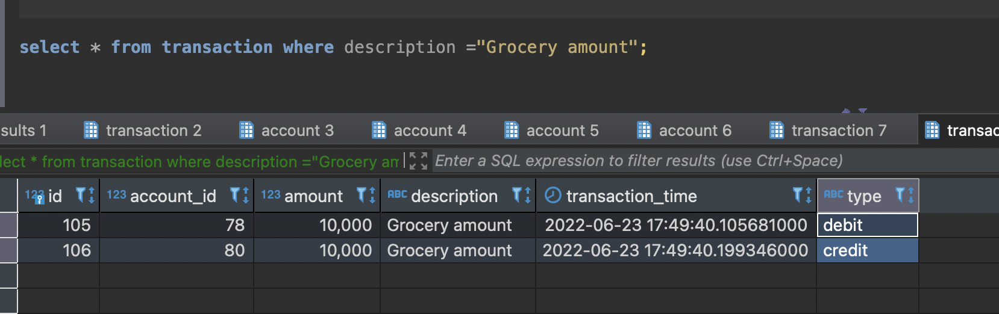 select * from transaction where description ="Grocery amount";
sults 1 transaction 2 account 3 account 4 account 5 account 6 transaction 7 transac
lect * from transaction where description ="Grocery am Enter a SQL expression to filter results (use Ctrl+Space)
123 id 123 account_id 123 amount ABC description transaction_time ABC type
105 78 10,000 Grocery amount 2022-06-23 17:49:40.105681000 debit
106 80 10,000 Grocery amount 2022-06-23 17:49:40.199346000 credit